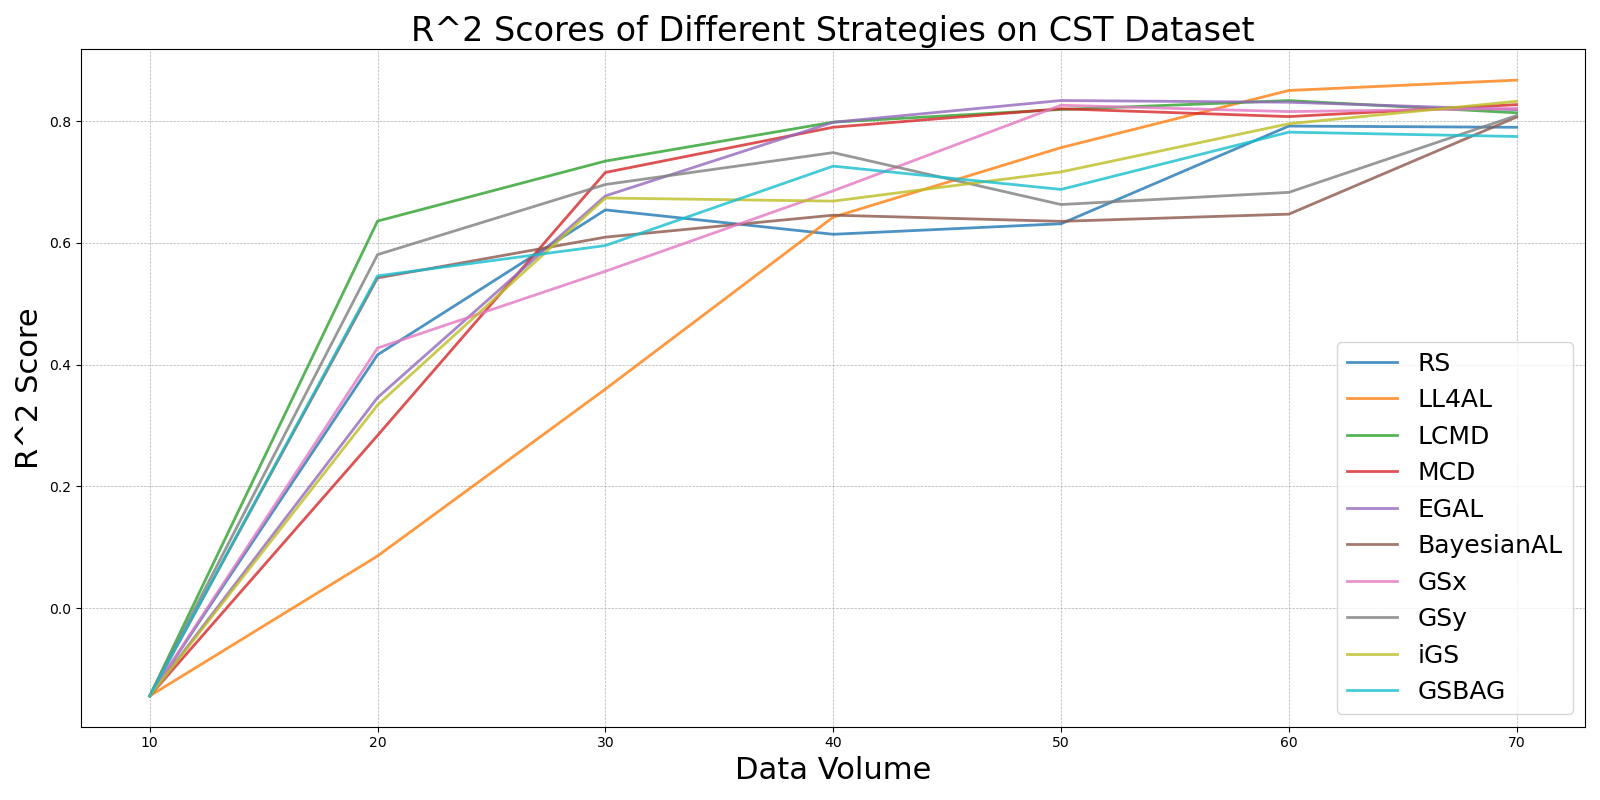 R^2 Scores of Different Strategies on CST Dataset
R^2 Score
0.8
0.6
0.4
0.2
0.0
10 20 30 40 50 60 70
Data Volume
RS
LL4AL
LCMD
MCD
EGAL
BayesianAL
GSx
GSy
iGS
GSBAG